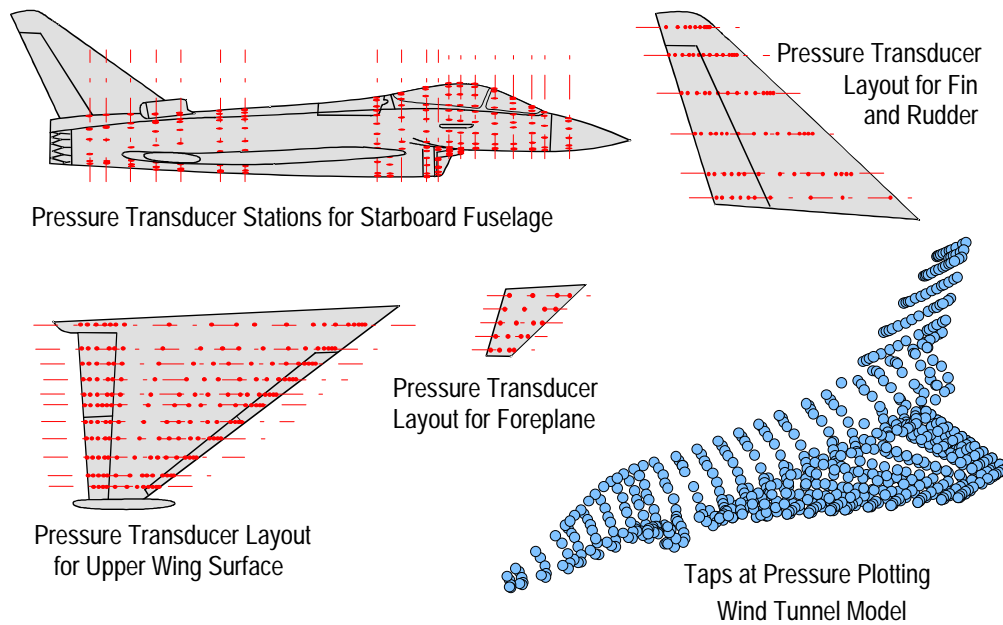 Pressure Transducer
Layout for Fin
and Rudder
Pressure Transducer Stations for Starboard Fuselage
Pressure Transducer
Layout for Foreplane
Pressure Transducer Layout
for Upper Wing Surface
Taps at Pressure Plotting
Wind Tunnel Model